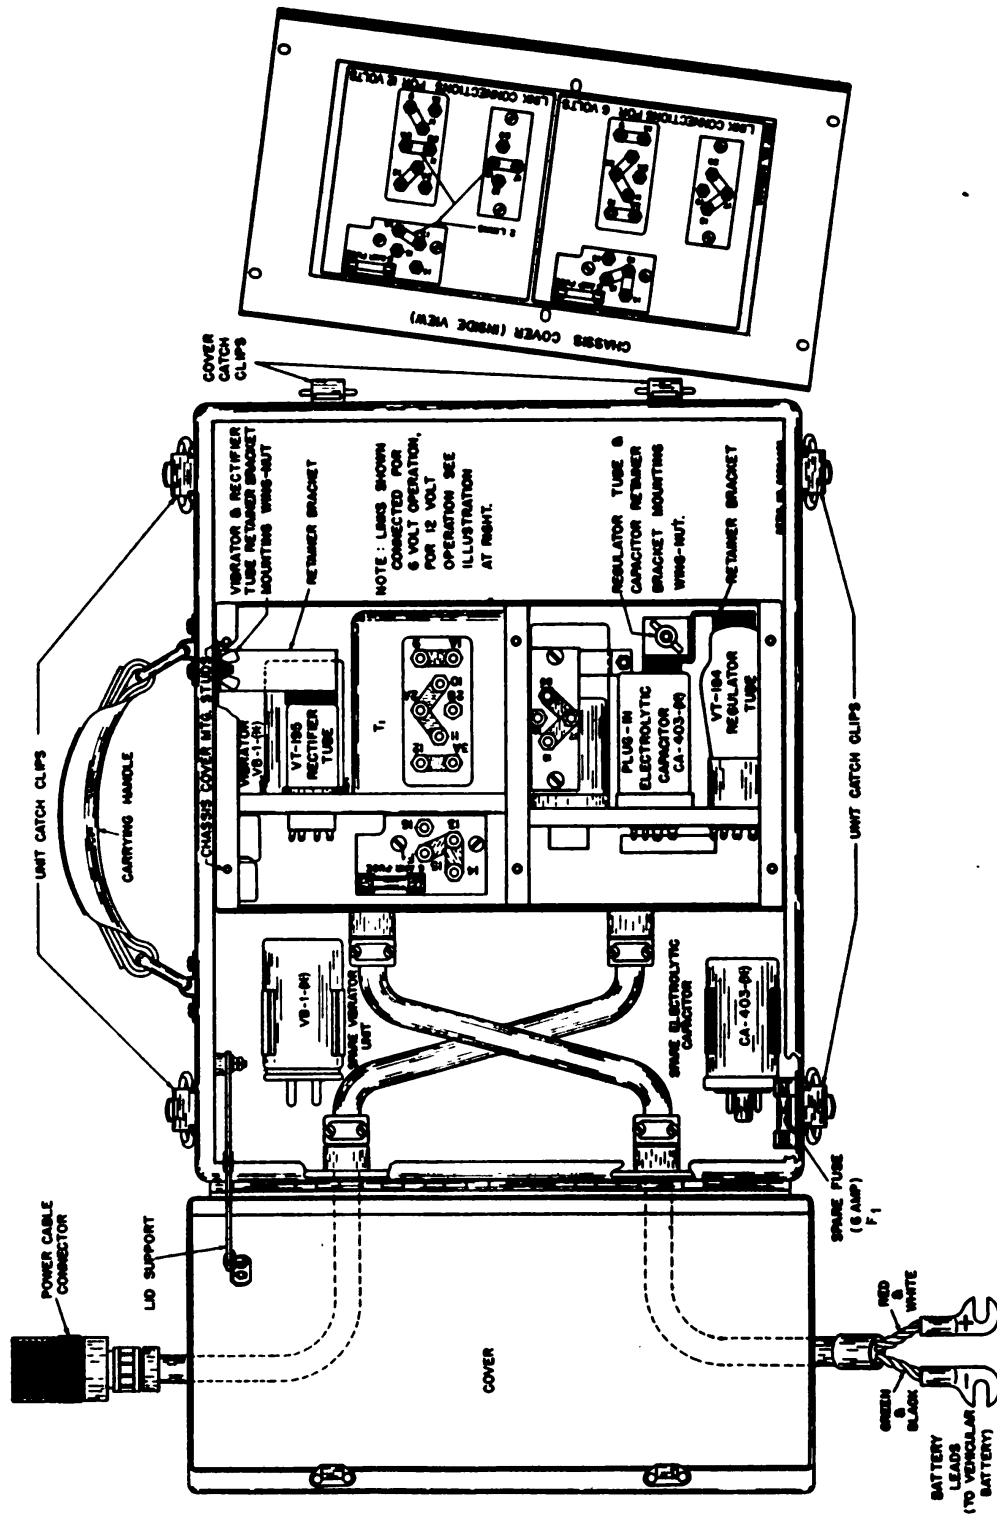 UNIT CATCH CLIPS
CARRYING HANDLE
CHASSIS COVER MTG. STUDS
POWER CABLE
CONNECTOR
LID SUPPORT
COVER
CATCH
CLIPS
VIBRATOR & RECTIFIER
TUBE RETAINER BRACKET
MOUNTING WING-NUT
RETAINER BRACKET
NOTE: LINKS SHOWN
CONNECTED FOR
6 VOLT OPERATION,
FOR 12 VOLT
OPERATION SEE
ILLUSTRATION
AT RIGHT.
REGULATOR TUBE &
CAPACITOR RETAINER
BRACKET MOUNTING
WING-NUT.
RETAINER BRACKET
VIBRATOR
VB-1-(N)
VT-195
RECTIFIER
TUBE
T1
PLUG-IN
ELECTROLYTIC
CAPACITOR
CA-403-(N)
VT-184
REGULATOR
TUBE
VB-1-(N)
SPARE VIBRATOR
UNIT
SPARE ELECTROLYTIC
CAPACITOR
CA-403-(N)
UNIT CATCH CLIPS
SPARE FUSE
(6 AMP)
F1
COVER
RED
&
WHITE
+
GREEN
&
BLACK
-
BATTERY
LEADS
(TO VEHICULAR
BATTERY)
CHASSIS COVER (INSIDE VIEW)
LINK CONNECTIONS FOR 12 VOLTS
2 LINKS
LINK CONNECTIONS FOR 6 VOLTS